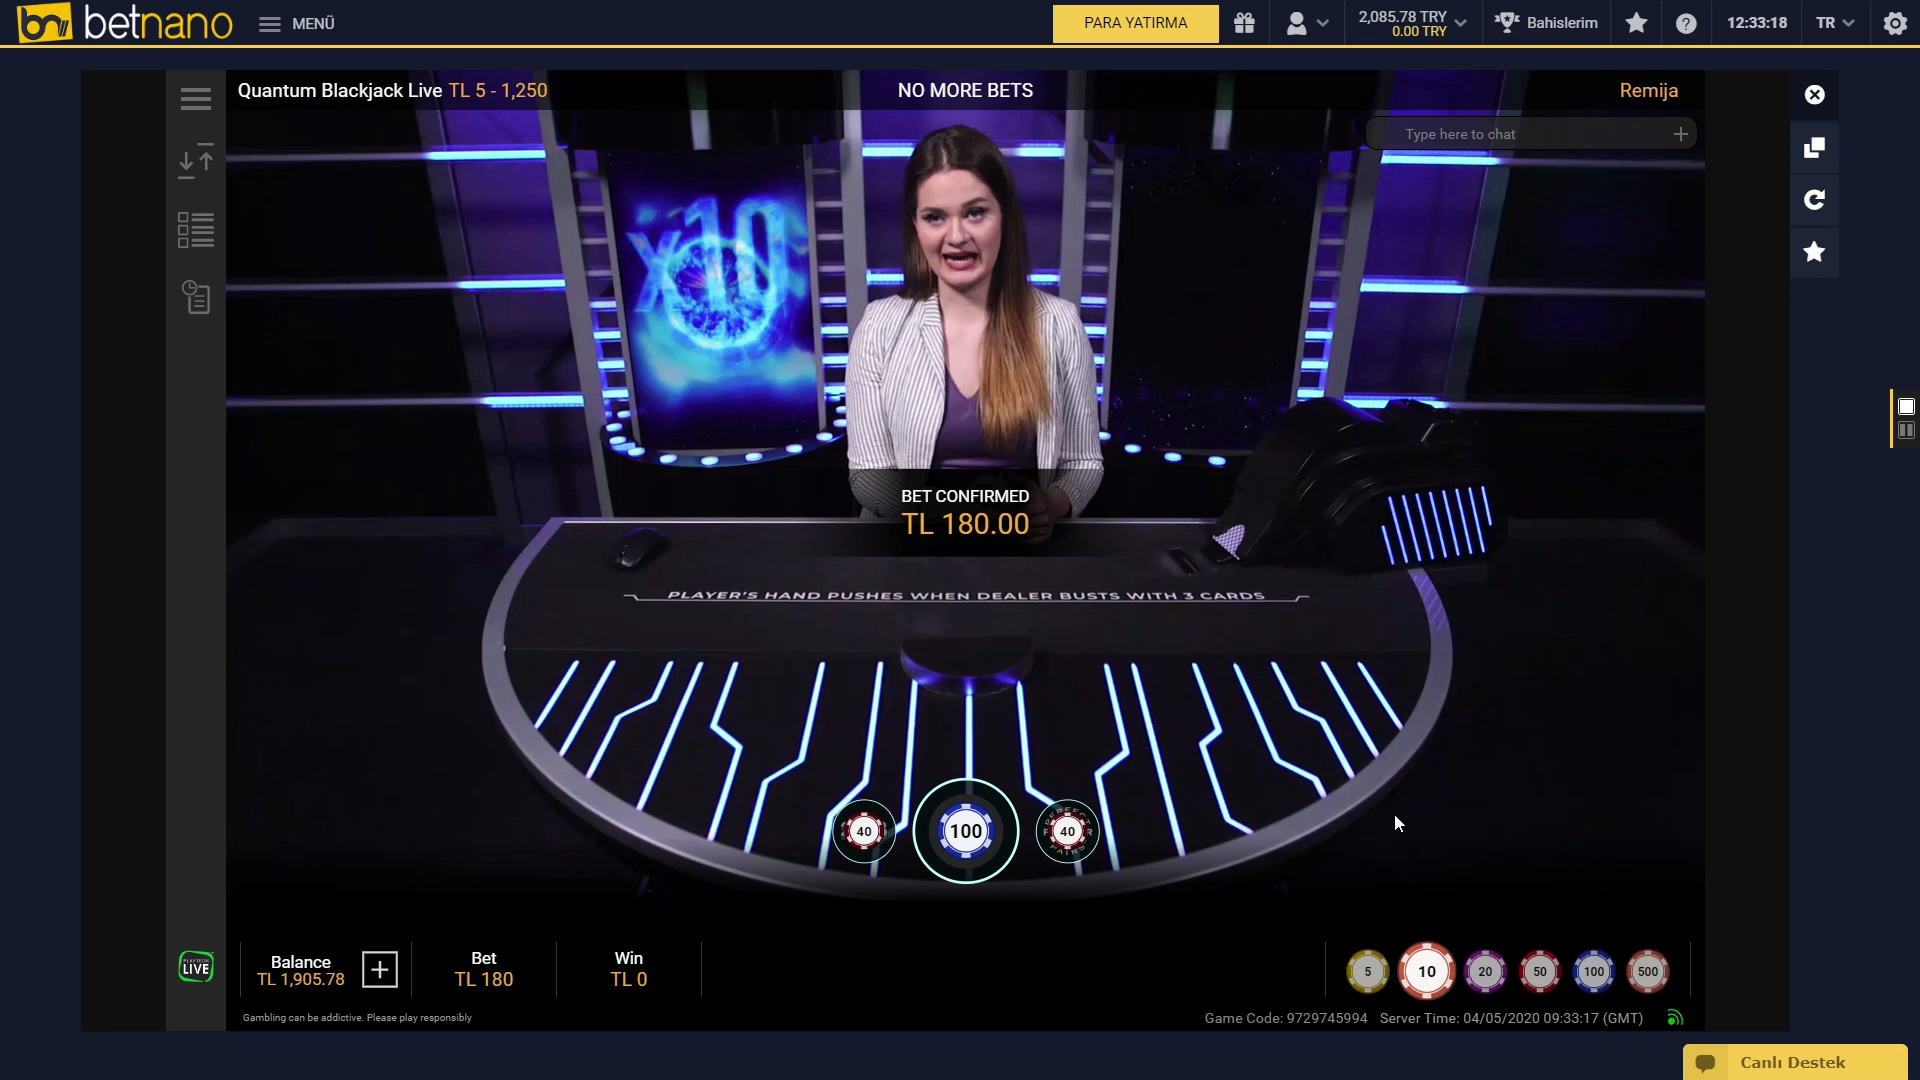 betnano
MENÜ
PARA YATIRMA
2,085.78 TRY
0.00 TRY
Bahislerim
?
12:33:18
TR
Quantum Blackjack Live TL 5 - 1,250
NO MORE BETS
Remija
Type here to chat
x10
BET CONFIRMED
TL 180.00
PLAYER'S HAND PUSHES WHEN DEALER BUSTS WITH 3 CARDS
40
100
40
PERFECT PAIRS
PLAYTECH
LIVE
Balance
TL 1,905.78
Bet
TL 180
Win
TL 0
5
10
20
50
100
500
Gambling can be addictive. Please play responsibly
Game Code: 9729745994 Server Time: 04/05/2020 09:33:17 (GMT)
Canlı Destek